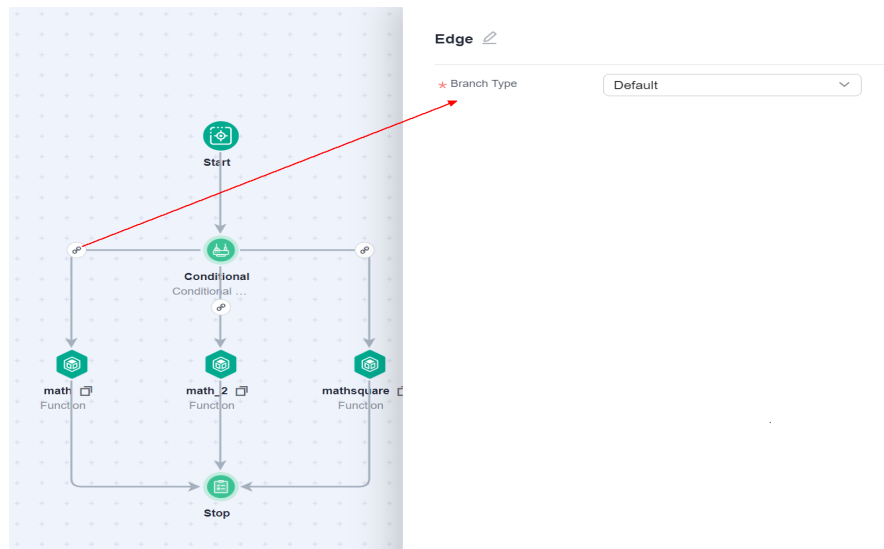 Edge
* Branch Type
Default
Start
Conditional
Conditional ...
math
Function
math_2
Function
mathsquare
Function
Stop